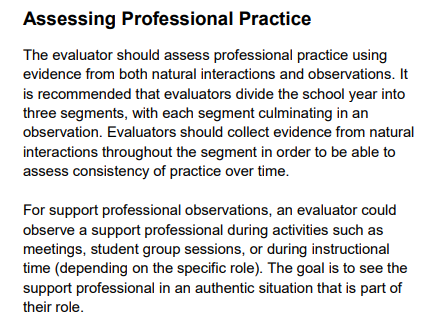 Assessing Professional Practice
The evaluator should assess professional practice using
evidence from both natural interactions and observations. It
is recommended that evaluators divide the school year into
three segments, with each segment culminating in an
observation. Evaluators should collect evidence from natural
interactions throughout the segment in order to be able to
assess consistency of practice over time.
For support professional observations, an evaluator could
observe a support professional during activities such as
meetings, student group sessions, or during instructional
time (depending on the specific role). The goal is to see the
support professional in an authentic situation that is part of
their role.